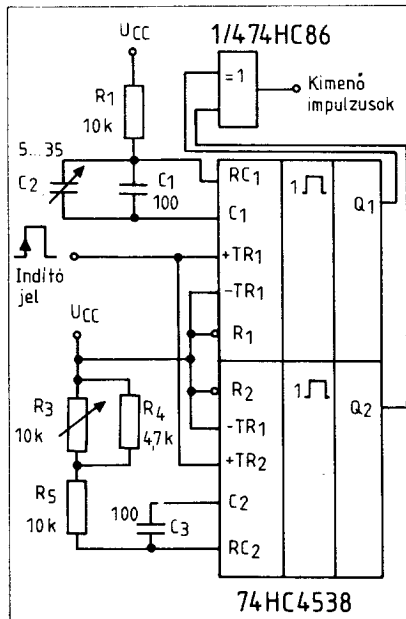 UCC
1/474HC86
R1
10k
=1
Kimenő
impulzusok
5...35
C2
C1
100
RC1
1
Q1
C1
+TR1
Indító
jel
-TR1
R1
UCC
R2
1
Q2
R3
10k
R4
4,7k
-TR1
+TR2
R5
10k
100
C3
C2
RC2
74HC4538